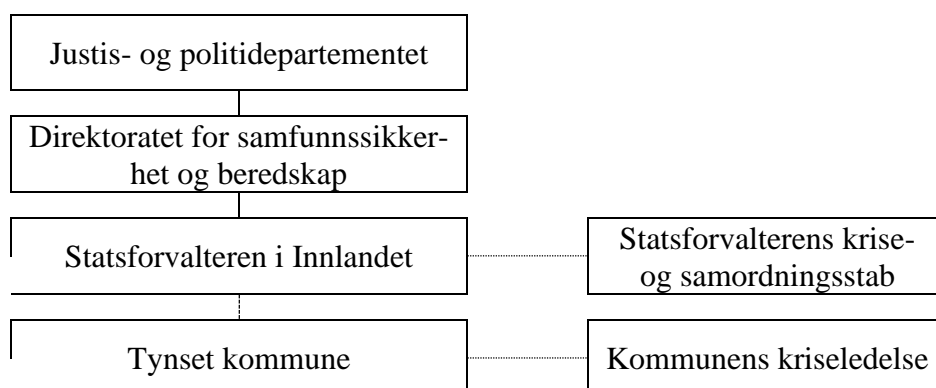 Justis- og politidepartementet
Direktoratet for samfunnssikker-
het og beredskap
Statsforvalteren i Innlandet
Statsforvalterens krise-
og samordningsstab
Tynset kommune
Kommunens kriseledelse